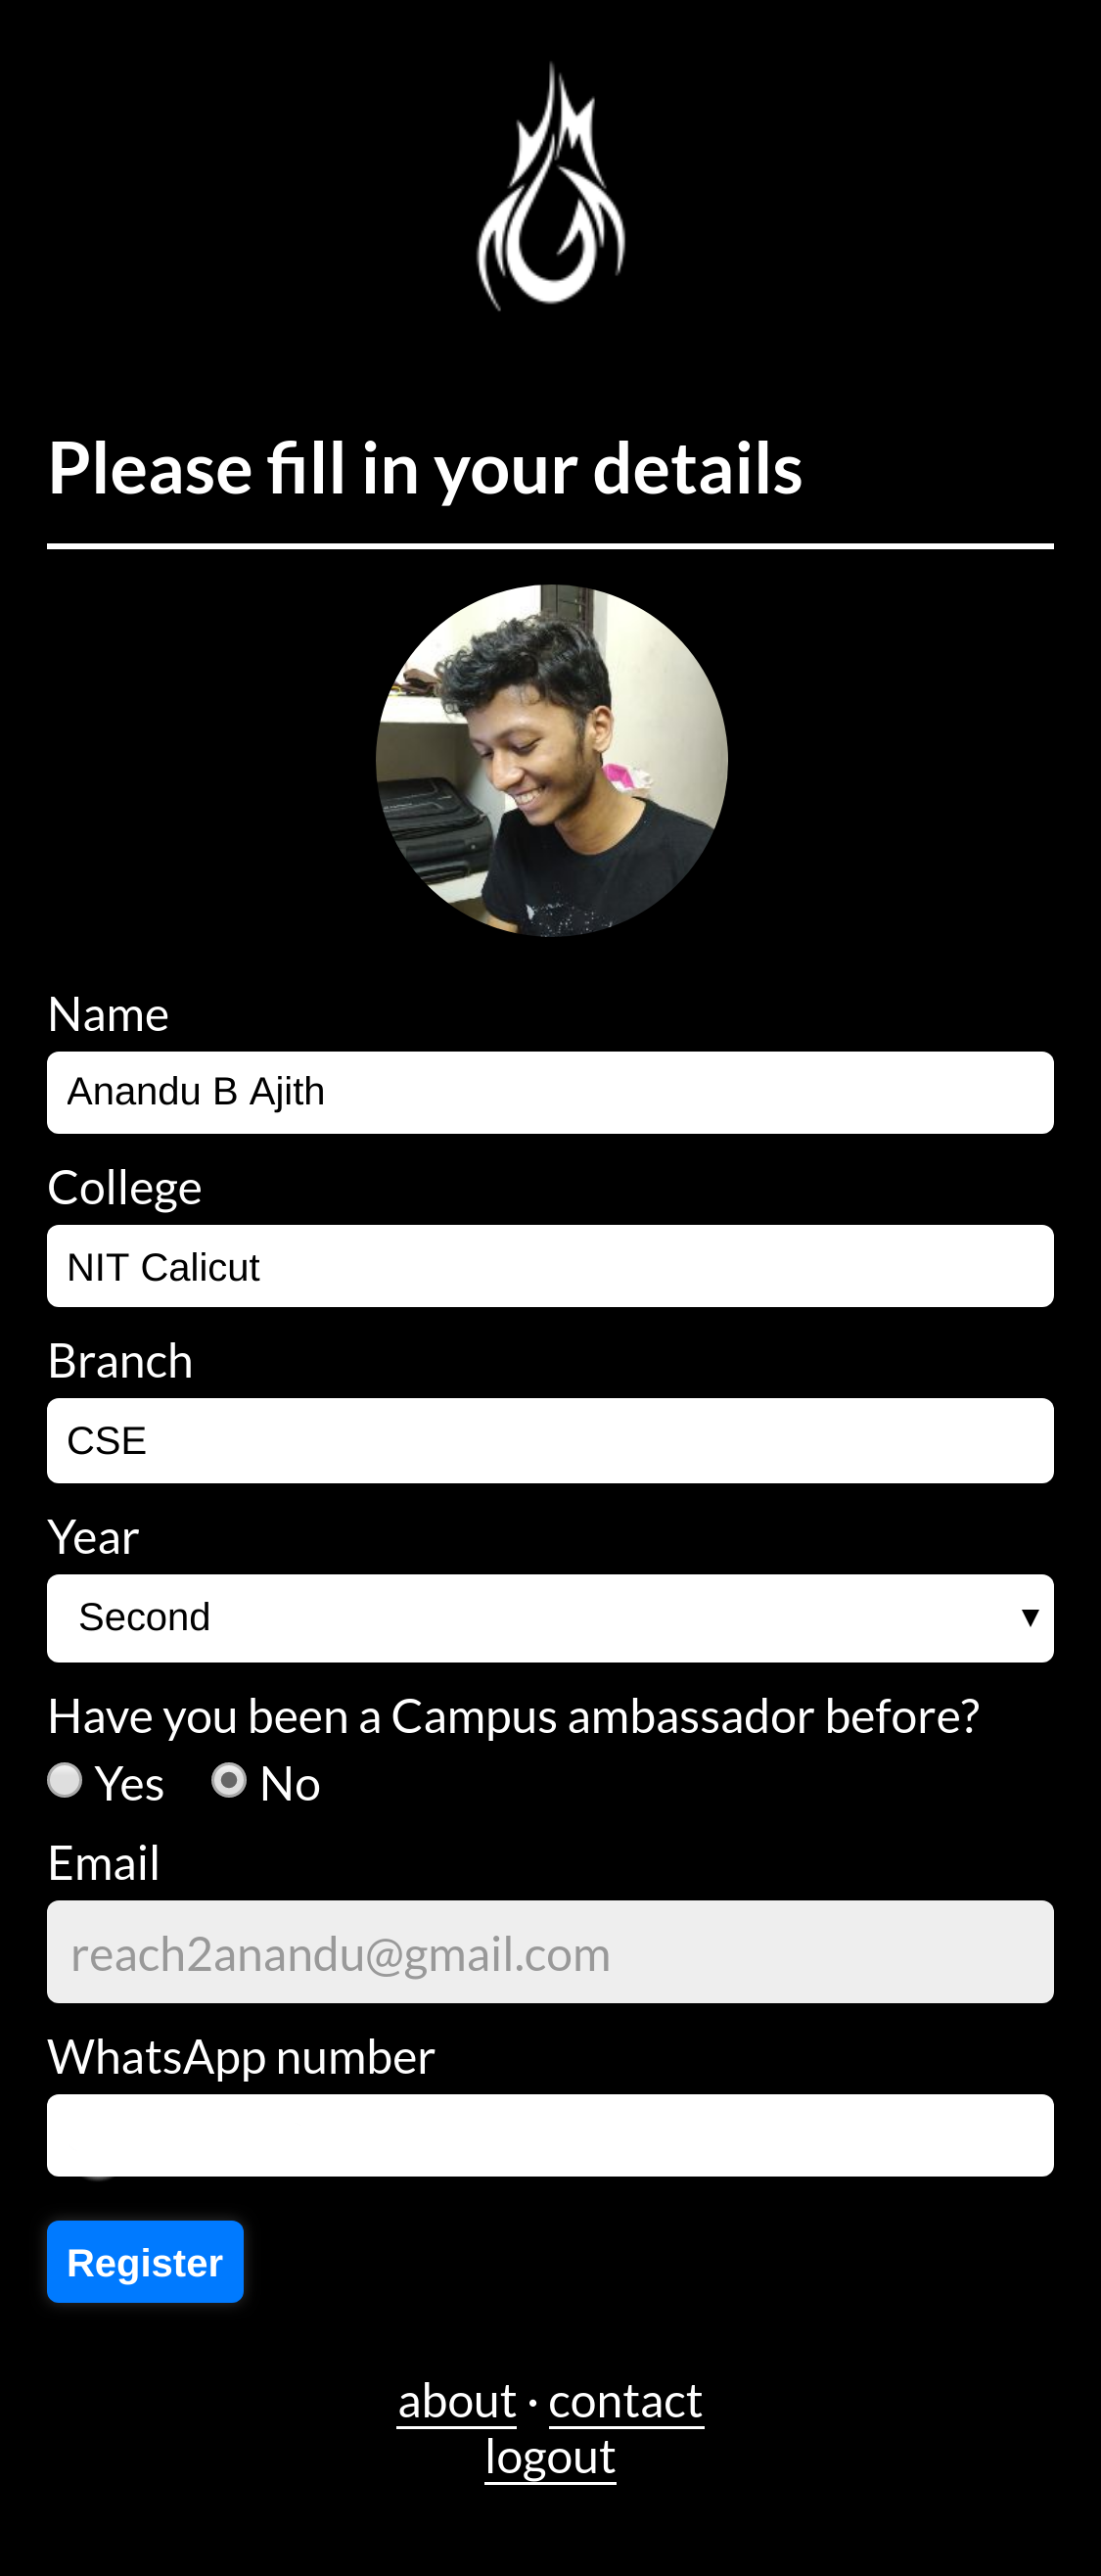 Please fill in your details
Name
Anandu B Ajith
College
NIT Calicut
Branch
CSE
Year
Second
Have you been a Campus ambassador before?
Yes No
Email
reach2anandu@gmail.com
WhatsApp number
Register
about · contact
logout